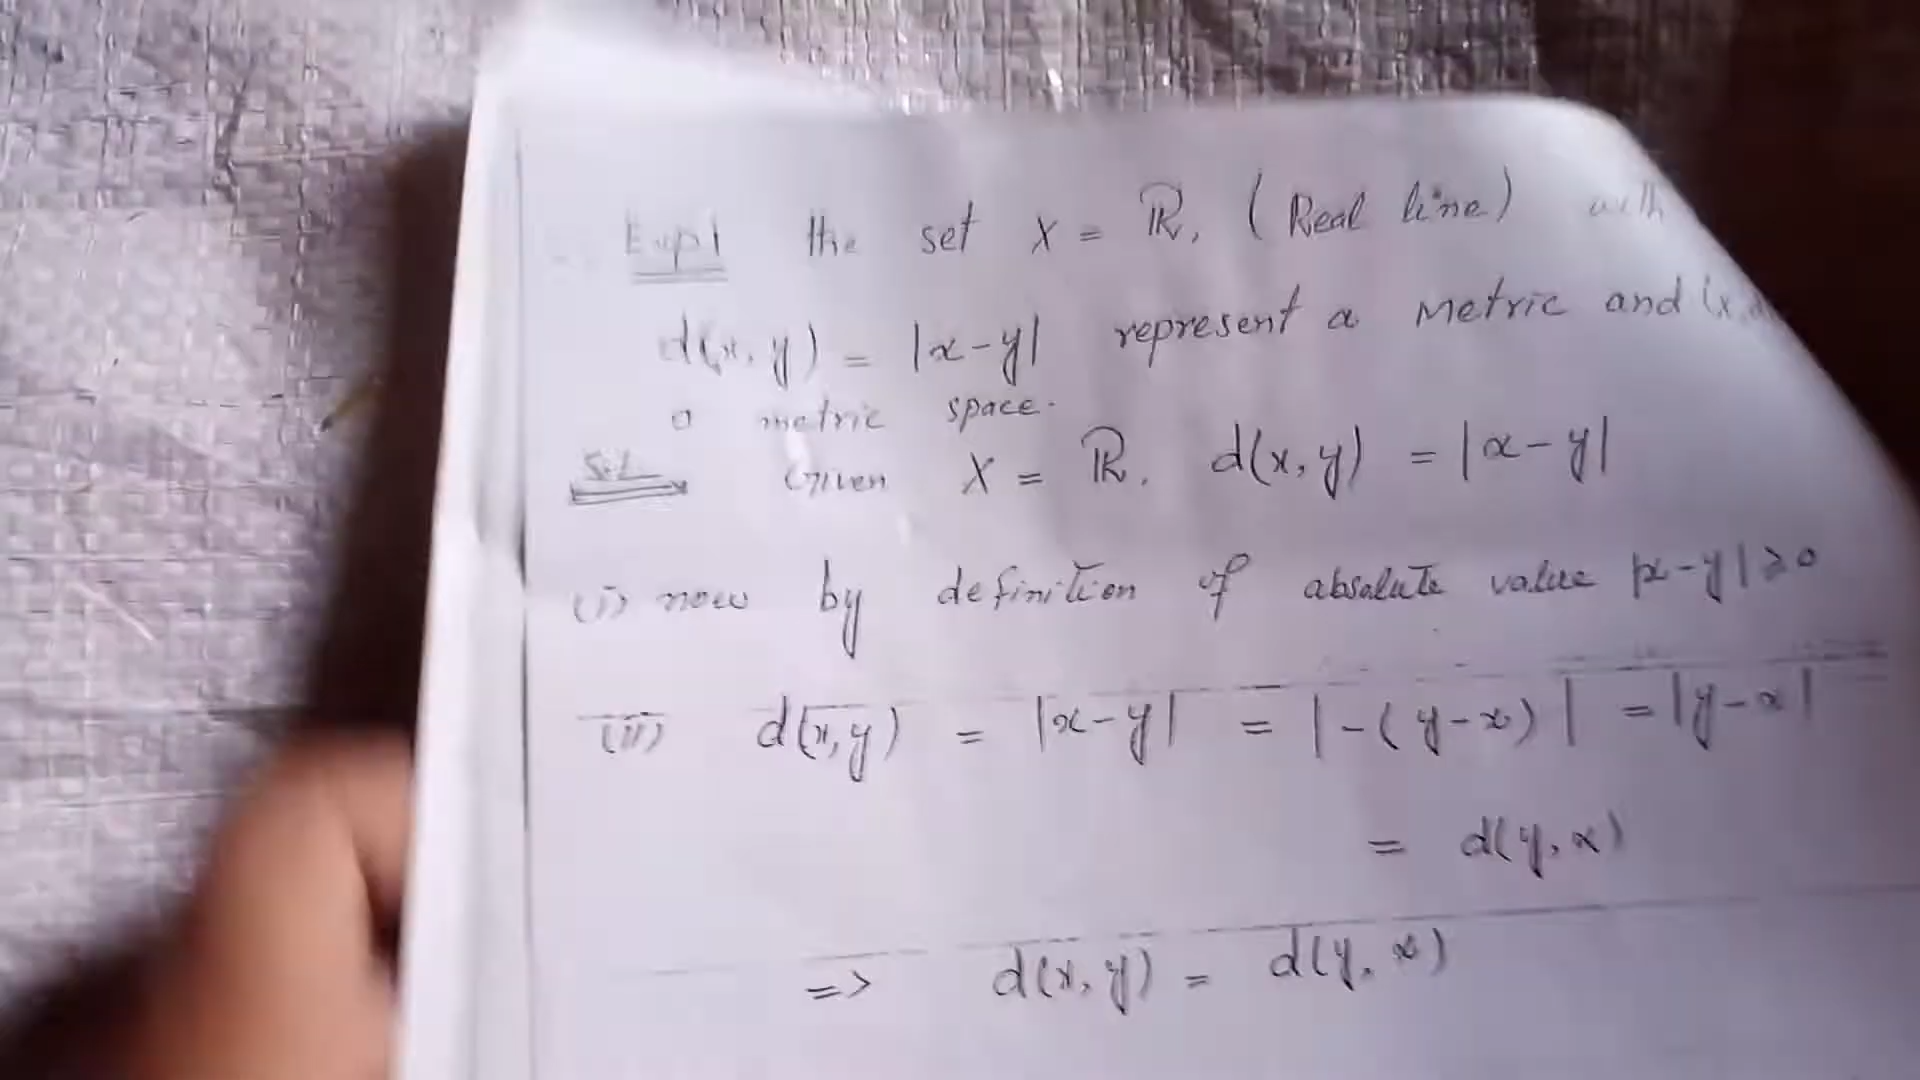 Expl the set X = ℝ, (Real line) with
d(x, y) = |x-y| represent a Metric and (x, d
a metric space.
Sol. Given X = ℝ. d(x, y) = |x-y|
(i) now by definition of absolute value |x-y| ≥ 0
(ii) d(x, y) = |x-y| = |-(y-x)| = |y-x|
= d(y, x)
=> d(x, y) = d(y, x)